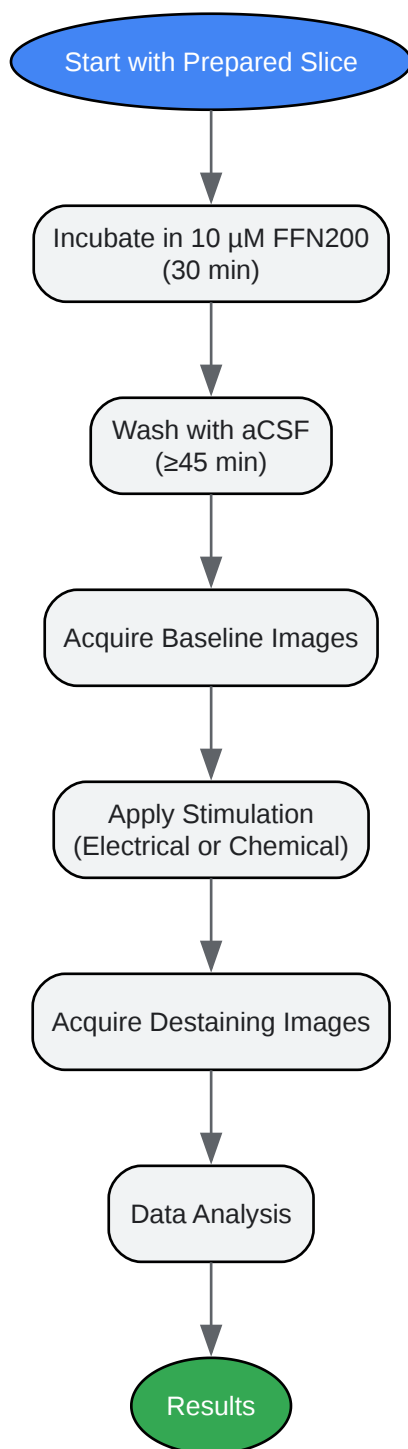 Start with Prepared Slice
Incubate in 10 µM FFN200
(30 min)
Wash with aCSF
(≥45 min)
Acquire Baseline Images
Apply Stimulation
(Electrical or Chemical)
Acquire Destaining Images
Data Analysis
Results